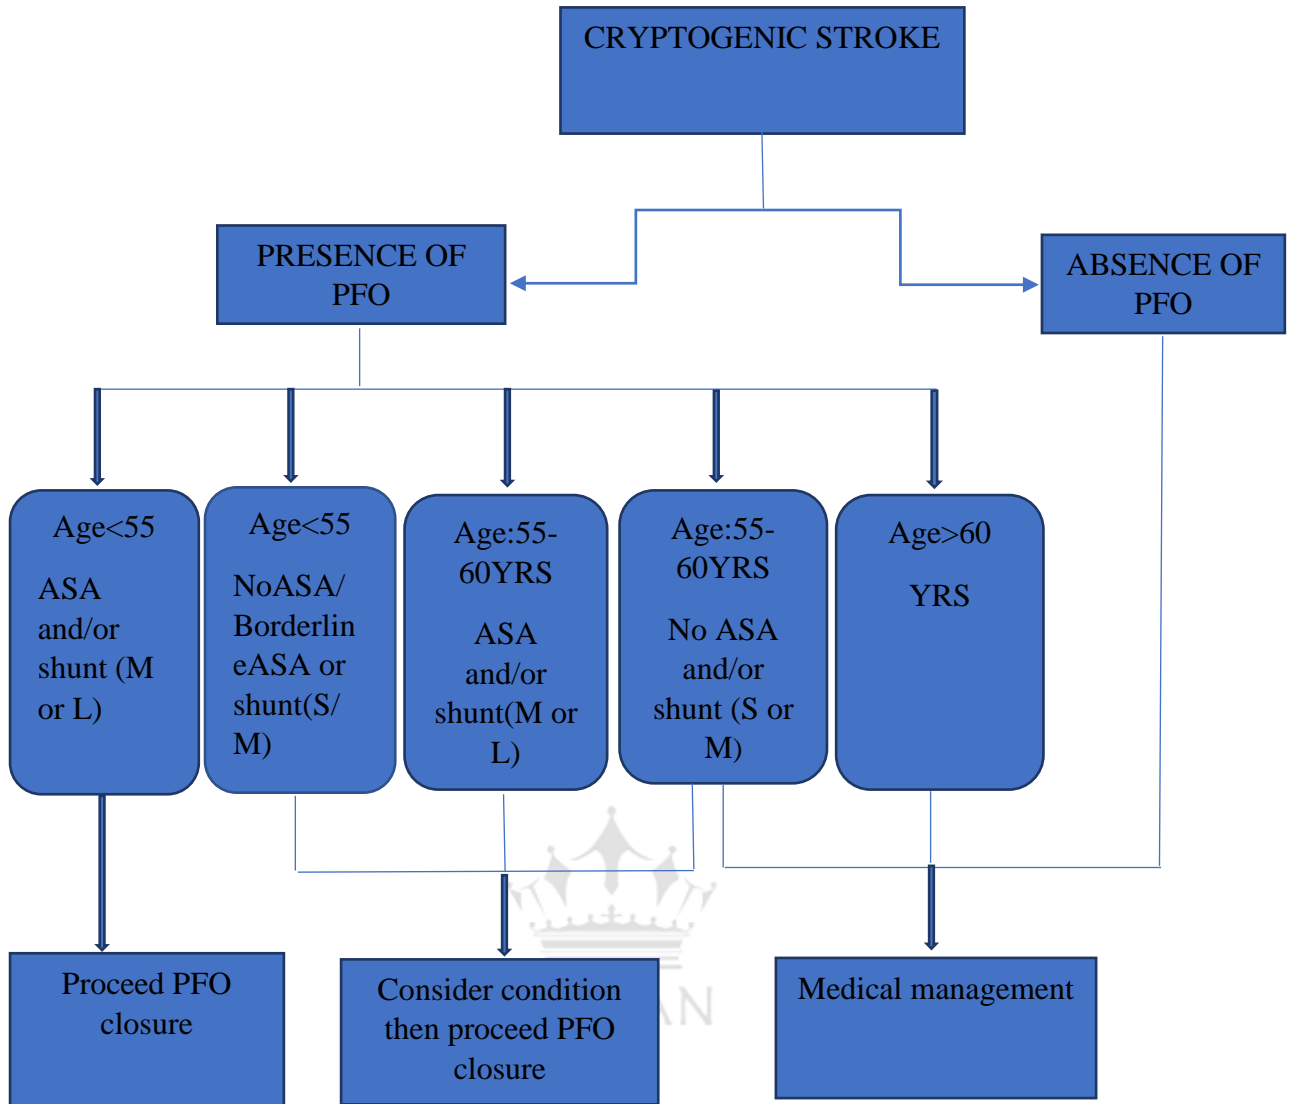 CRYPTOGENIC STROKE
PRESENCE OF
PFO
ABSENCE OF
PFO
Age<55
ASA
and/or
shunt (M
or L)
Age<55
NoASA/
Borderlin
eASA or
shunt(S/
M)
Age:55-
60YRS
ASA
and/or
shunt(M or
L)
Age:55-
60YRS
No ASA
and/or
shunt (S or
M)
Age>60
YRS
Proceed PFO
closure
Consider condition
then proceed PFO
closure
Medical management